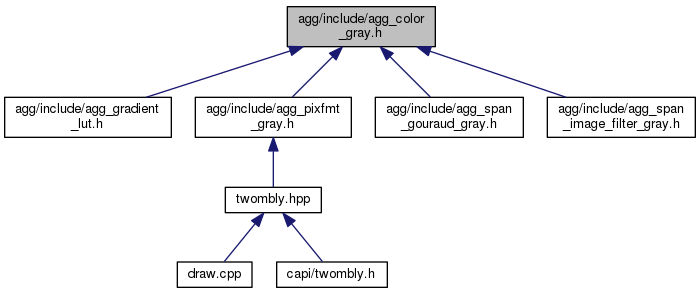 agg/include/agg_color
_gray.h
agg/include/agg_gradient
_lut.h
agg/include/agg_pixfmt
_gray.h
agg/include/agg_span
_gouraud_gray.h
agg/include/agg_span
_image_filter_gray.h
twombly.hpp
draw.cpp
capi/twombly.h